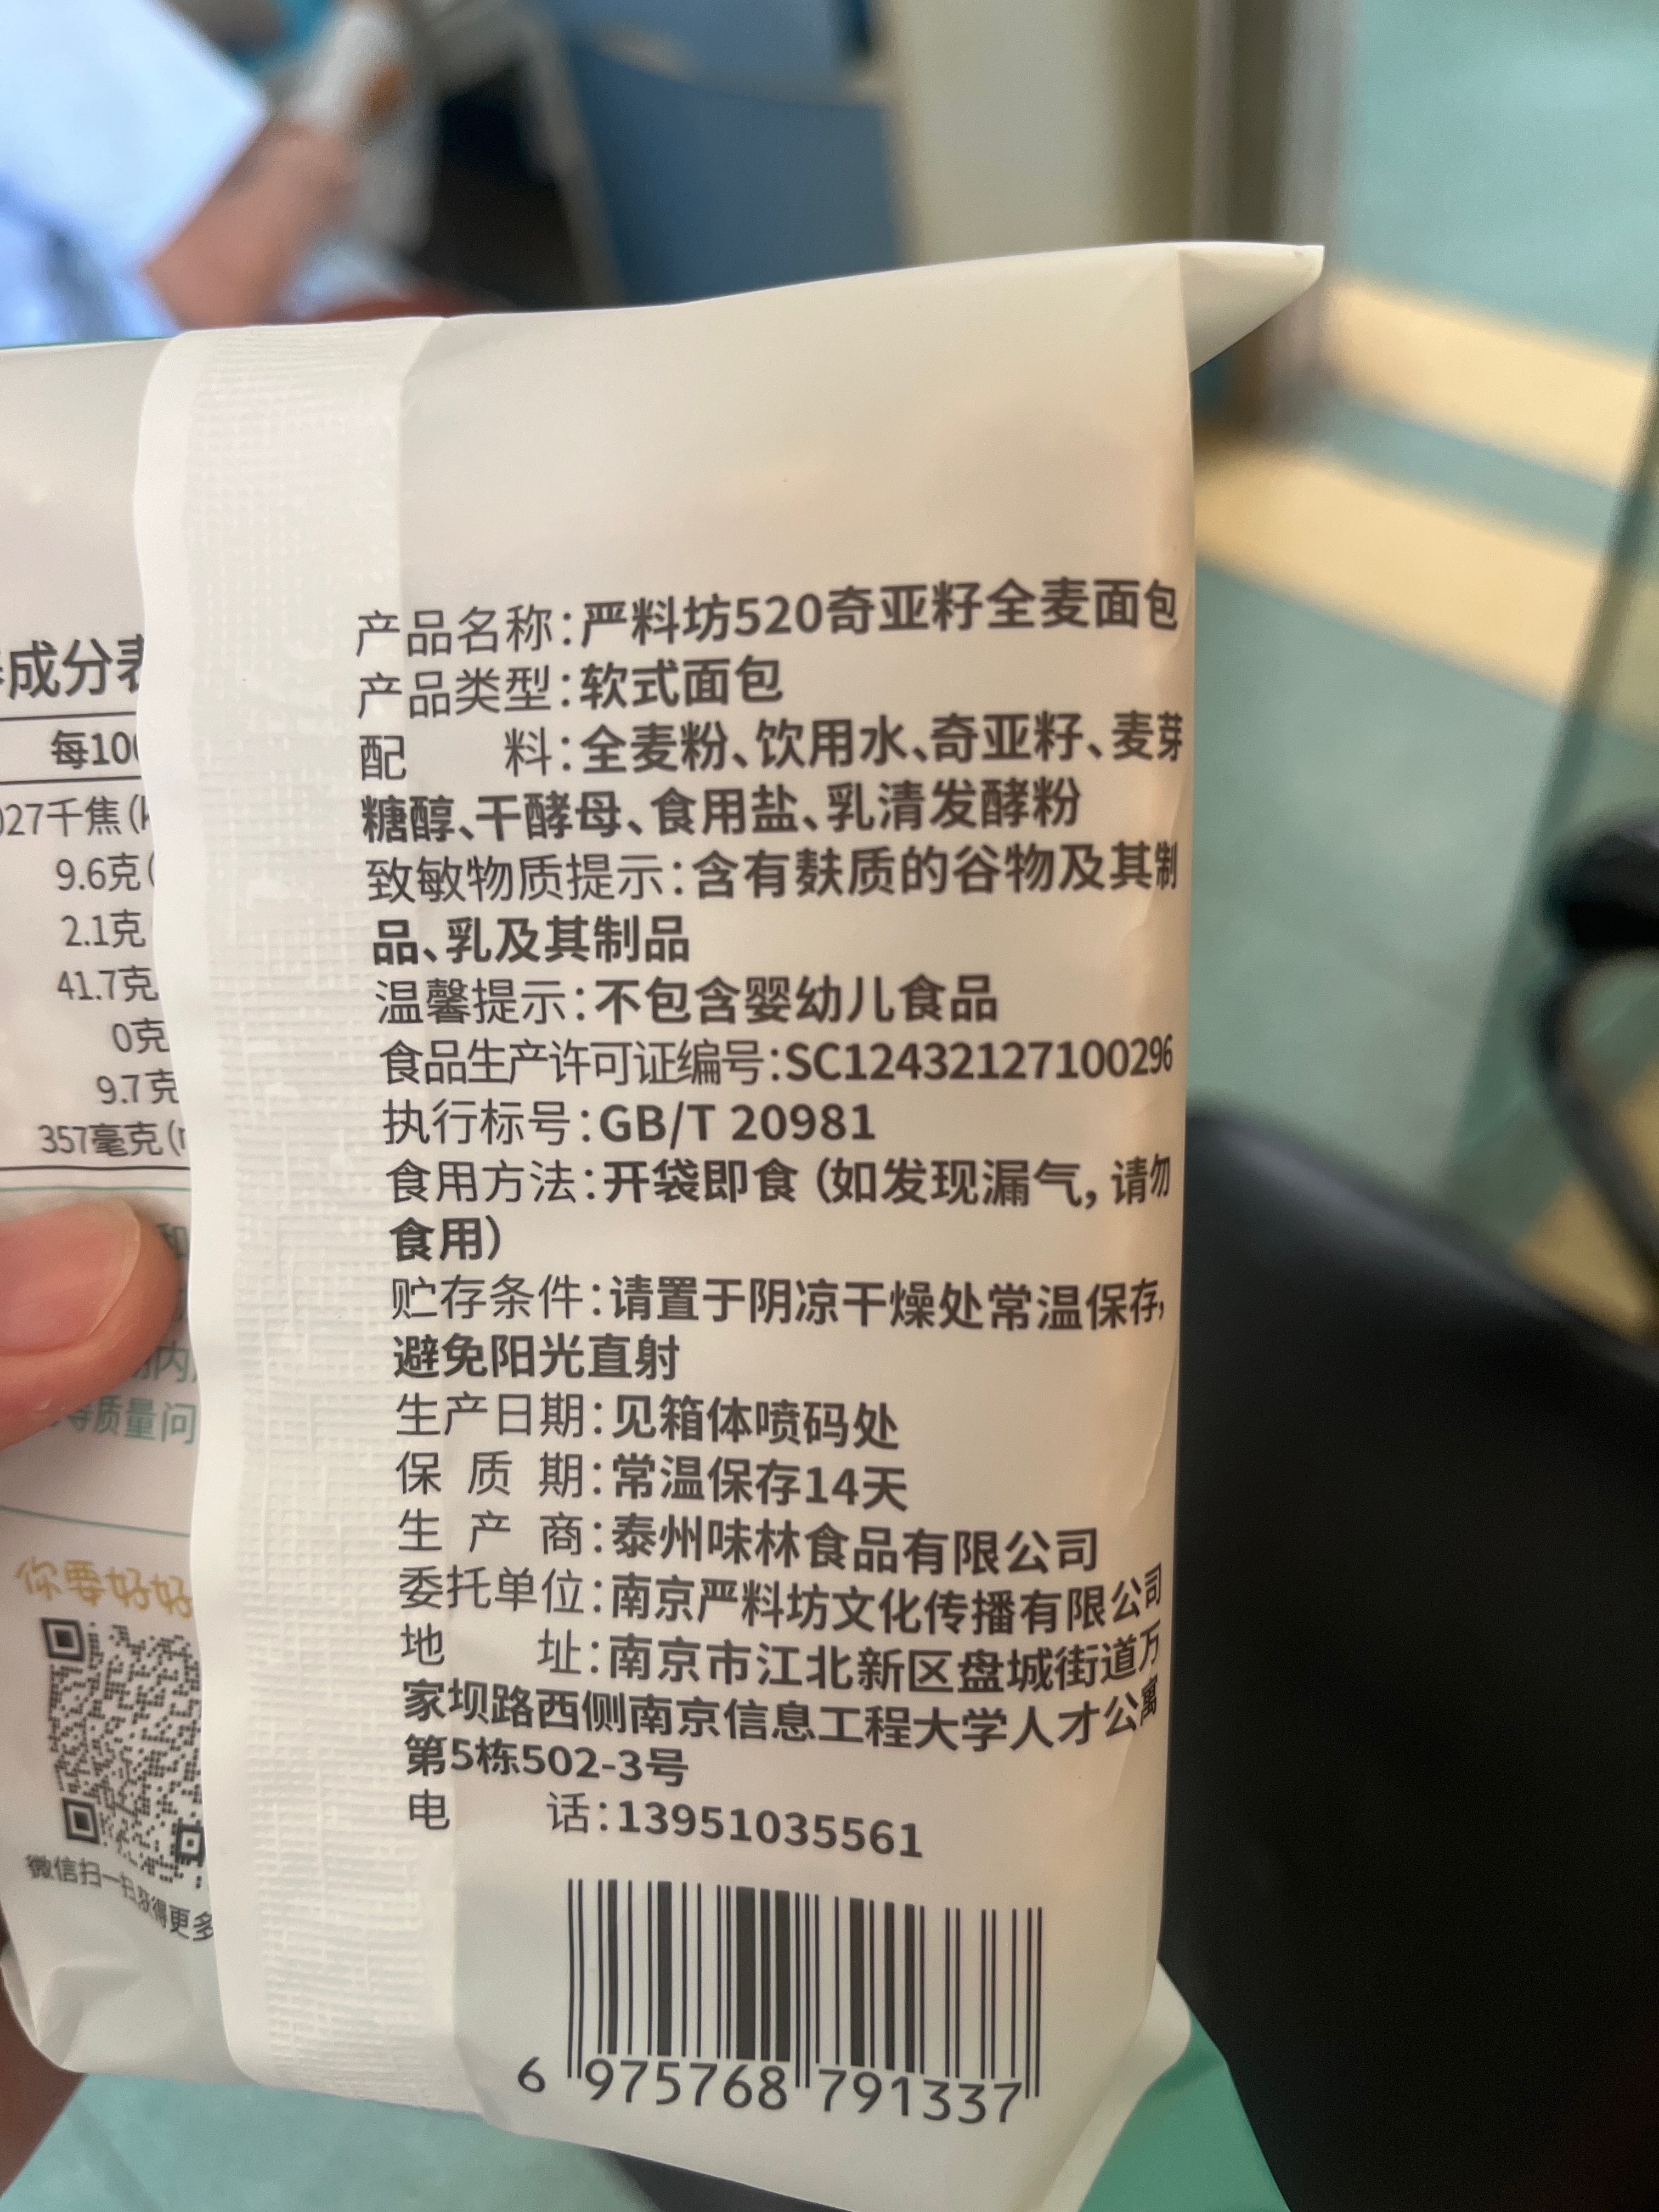 成分表
每100
027千焦(k
9.6克(
2.1克
41.7克
0克
9.7克
357毫克(m
和
内
等质量问
你要好好
微信扫一扫获得更多
产品名称:严料坊520奇亚籽全麦面包
产品类型:软式面包
配 料:全麦粉、饮用水、奇亚籽、麦芽
糖醇、干酵母、食用盐、乳清发酵粉
致敏物质提示:含有麸质的谷物及其制
品、乳及其制品
温馨提示:不包含婴幼儿食品
食品生产许可证编号:SC12432127100296
执行标号:GB/T 20981
食用方法:开袋即食(如发现漏气,请勿
食用)
贮存条件:请置于阴凉干燥处常温保存,
避免阳光直射
生产日期:见箱体喷码处
保 质 期:常温保存14天
生 产 商:泰州味林食品有限公司
委托单位:南京严料坊文化传播有限公司
地 址:南京市江北新区盘城街道万
家坝路西侧南京信息工程大学人才公寓
第5栋502-3号
电 话:13951035561
6 975768 791337